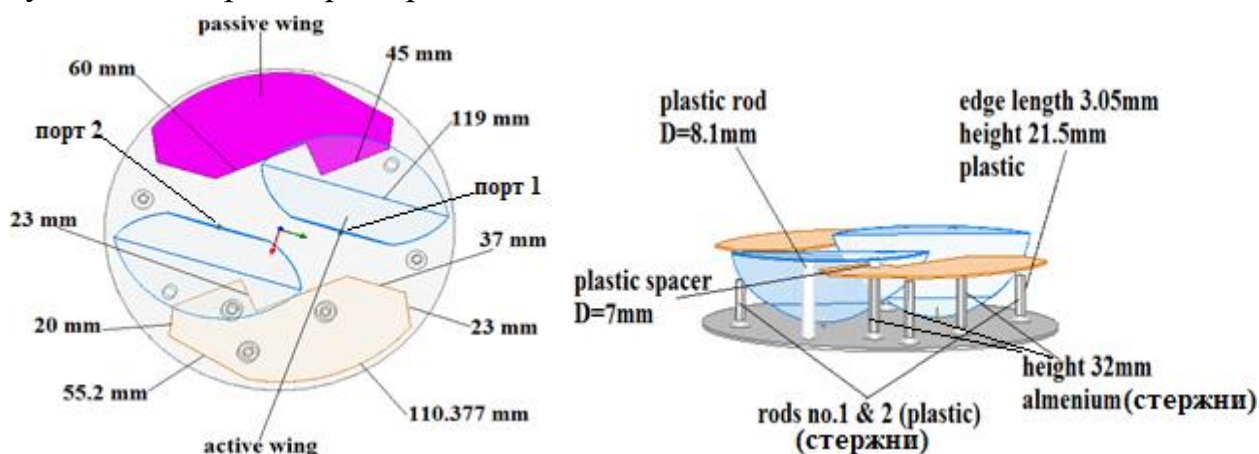 passive wing
60 mm
45 mm
порт 2
119 mm
порт 1
23 mm
37 mm
20 mm
23 mm
55.2 mm
110.377 mm
active wing
plastic rod
D=8.1mm
edge length 3.05mm
height 21.5mm
plastic
plastic spacer
D=7mm
height 32mm
almenium(стержни)
rods no.1 & 2 (plastic)
(стержни)